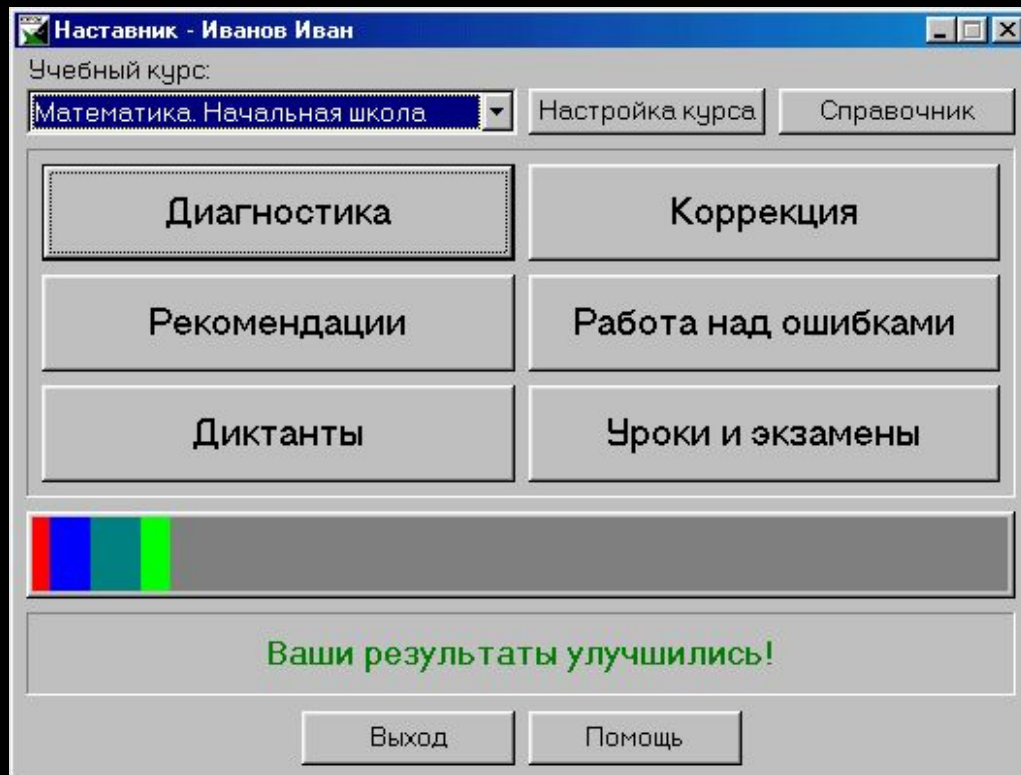 Наставник - Иванов Иван
Учебный курс:
Математика. Начальная школа
Настройка курса
Справочник
Диагностика
Коррекция
Рекомендации
Работа над ошибками
Диктанты
Уроки и экзамены
Ваши результаты улучшились!
Выход
Помощь